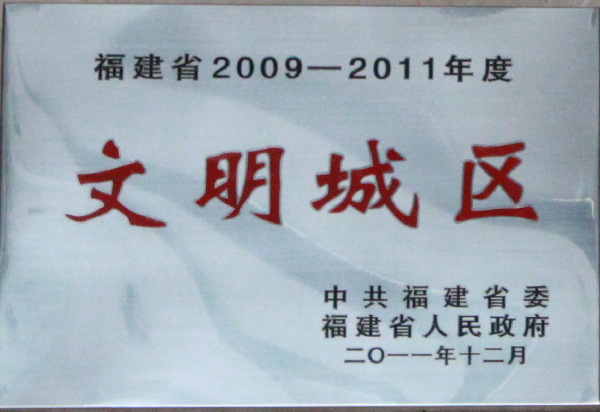 福建省2009—2011年度
文明城区
中共福建省委
福建省人民政府
二〇一一年十二月